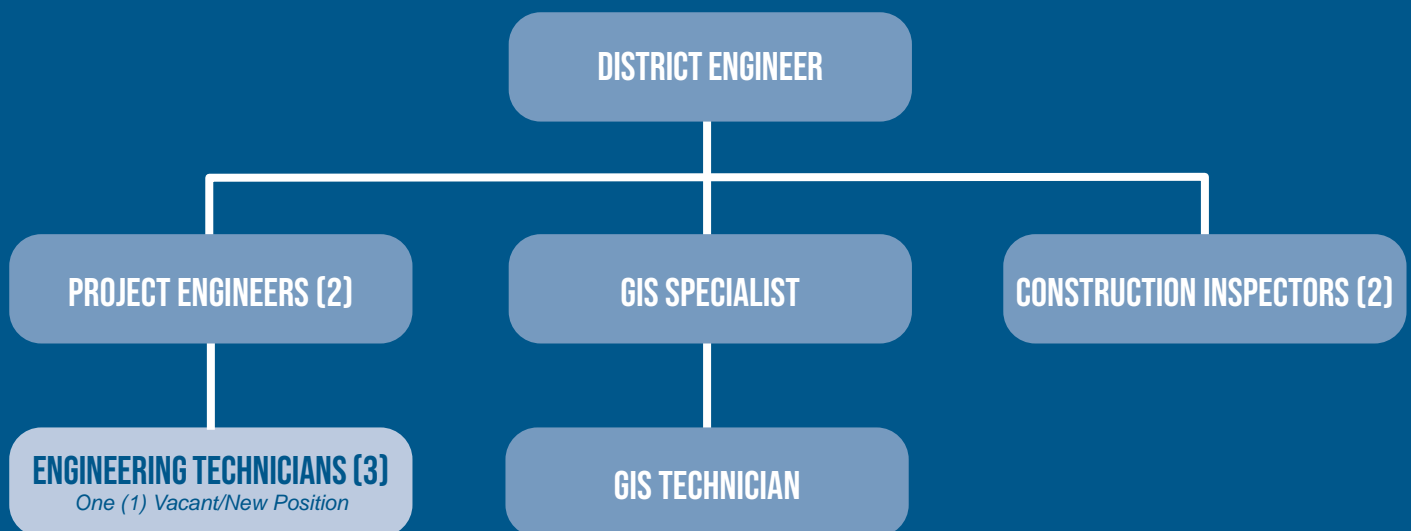 DISTRICT ENGINEER
PROJECT ENGINEERS (2)
GIS SPECIALIST
CONSTRUCTION INSPECTORS (2)
ENGINEERING TECHNICIANS (3)
One (1) Vacant/New Position
GIS TECHNICIAN